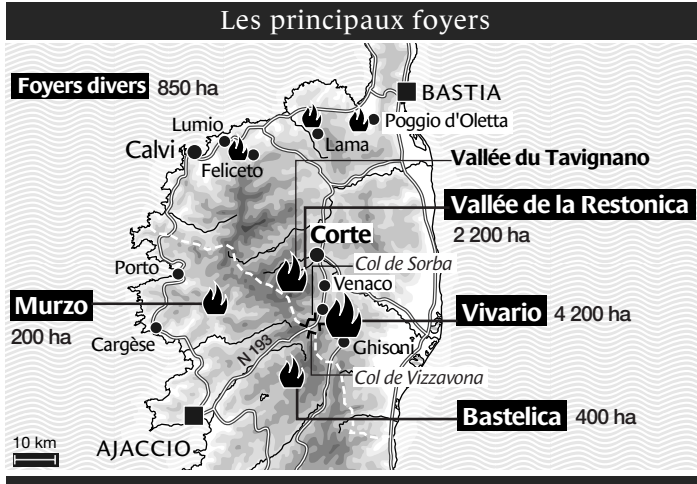 Les principaux foyers
Foyers divers 850 ha
BASTIA
Poggio d'Oletta
Lumio
Lama
Calvi
Feliceto
Vallée du Tavignano
Vallée de la Restonica
2 200 ha
Corte
Col de Sorba
Porto
Venaco
Murzo
200 ha
Vivario 4 200 ha
Cargèse
N 193
Ghisoni
Col de Vizzavona
Bastelica 400 ha
AJACCIO
10 km